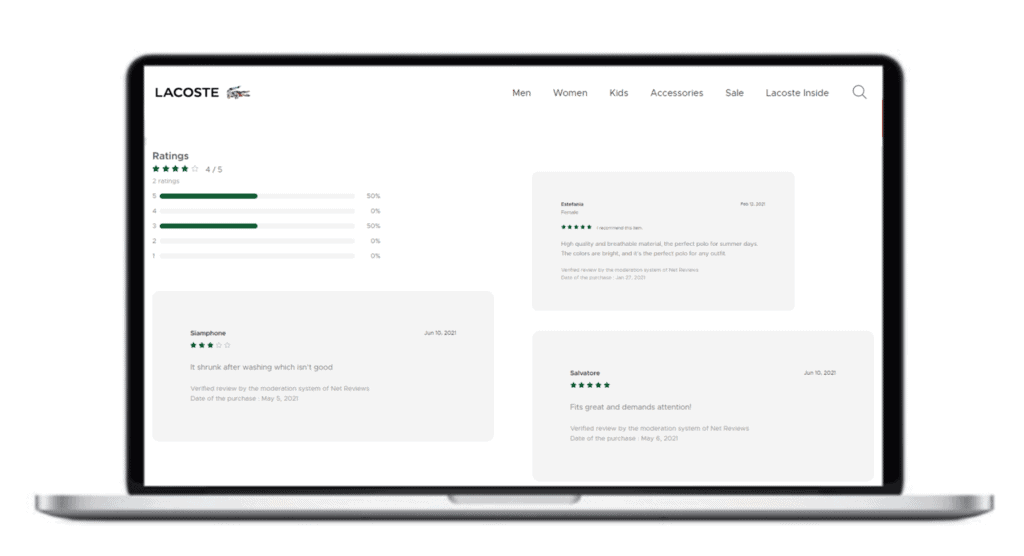 LACOSTE
Men Women Kids Accessories Sale Lacoste Inside
Ratings
4 / 5
2 ratings
5 50%
4 0%
3 50%
2 0%
1 0%
Siamphone Jun 10, 2021
It shrunk after washing which isn't good
Verified review by the moderation system of Net Reviews
Date of the purchase : May 5, 2021
Estefania Feb 12, 2021
Female
I recommend this item
High quality and breathable material, the perfect polo for summer days.
The colors are bright, and it's the perfect polo for any outfit
Verified review by the moderation system of Net Reviews
Date of the purchase : Jan 27, 2021
Salvatore Jun 10, 2021
Fits great and demands attention!
Verified review by the moderation system of Net Reviews
Date of the purchase : May 6, 2021